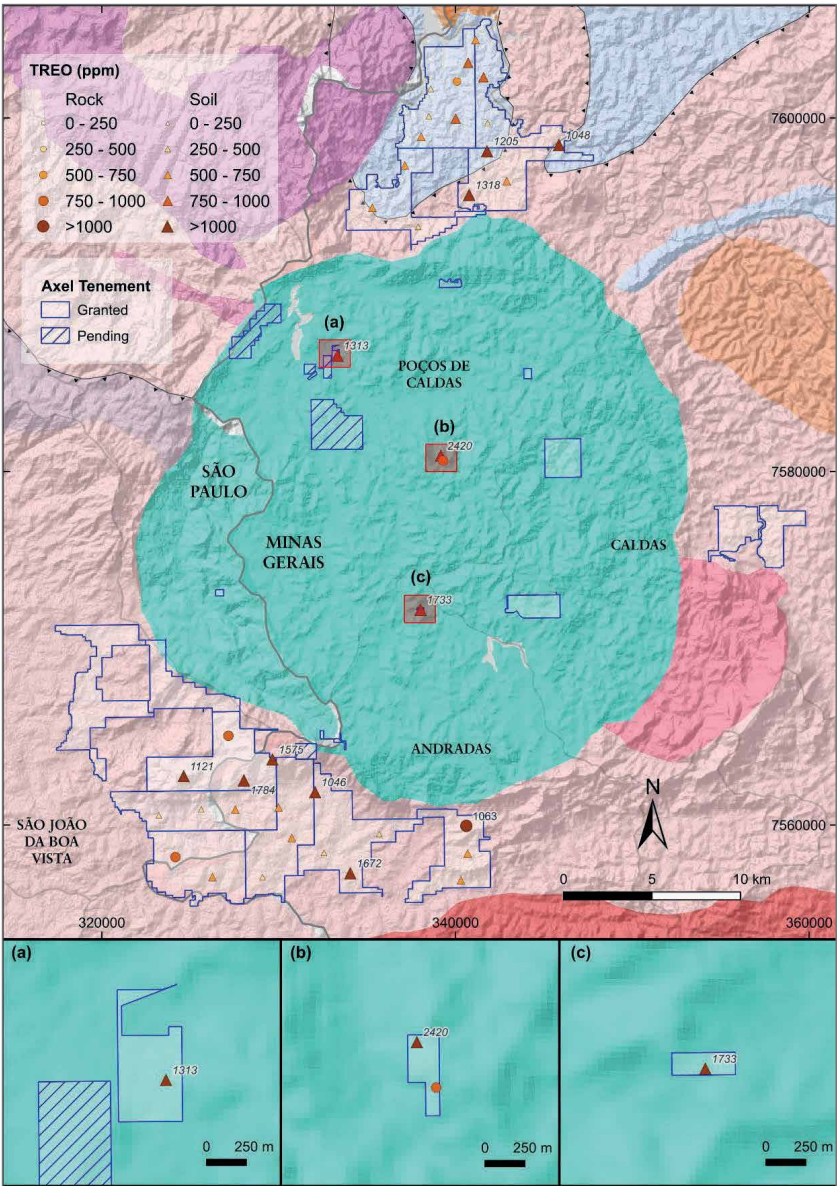 TREO (ppm)
Rock Soil
0 - 250 0 - 250
250 - 500 250 - 500
500 - 750 500 - 750
750 - 1000 750 - 1000
>1000 >1000
Axel Tenement
Granted
Pending
1048
1205
1318
7600000
(a)
1313
POÇOS DE
CALDAS
(b)
2420
7580000
SÃO
PAULO
MINAS
GERAIS
CALDAS
(c)
1733
ANDRADAS
1575
1121
1784
1046
1063
1672
SÃO JOÃO
DA BOA
VISTA
N
7560000
0 5 10 km
320000 340000 360000
(a)
1313
0 250 m
(b)
2420
0 250 m
(c)
1733
0 250 m